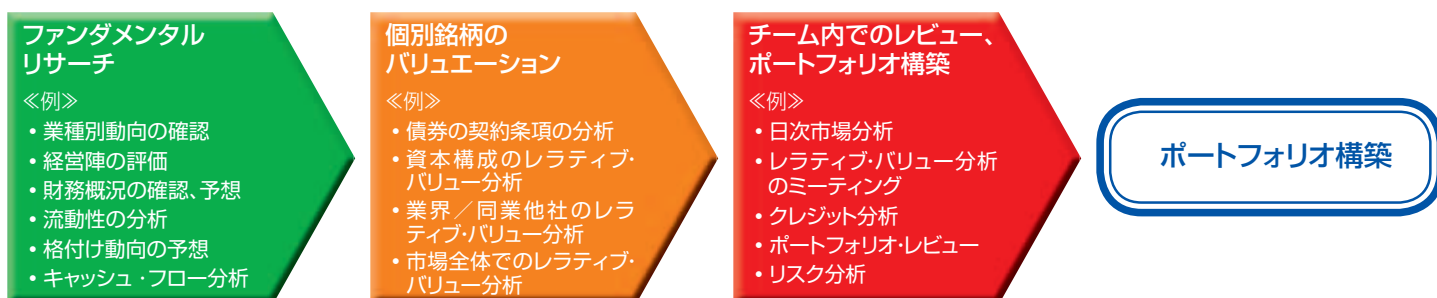 ファンダメンタル
リサーチ
≪例≫
• 業種別動向の確認
• 経営陣の評価
• 財務概況の確認、予想
• 流動性の分析
• 格付け動向の予想
• キャッシュ・フロー分析
個別銘柄の
バリュエーション
≪例≫
• 債券の契約条項の分析
• 資本構成のレラティブ・
バリュー分析
• 業界／同業他社のレラ
ティブ・バリュー分析
• 市場全体でのレラティブ・
バリュー分析
チーム内でのレビュー、
ポートフォリオ構築
≪例≫
• 日次市場分析
• レラティブ・バリュー分析
のミーティング
• クレジット分析
• ポートフォリオ・レビュー
• リスク分析
ポートフォリオ構築